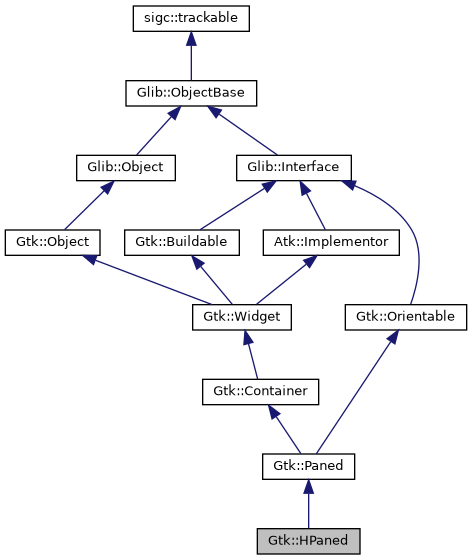 sigc::trackable
Glib::ObjectBase
Glib::Object
Glib::Interface
Gtk::Object
Gtk::Buildable
Atk::Implementor
Gtk::Widget
Gtk::Orientable
Gtk::Container
Gtk::Paned
Gtk::HPaned